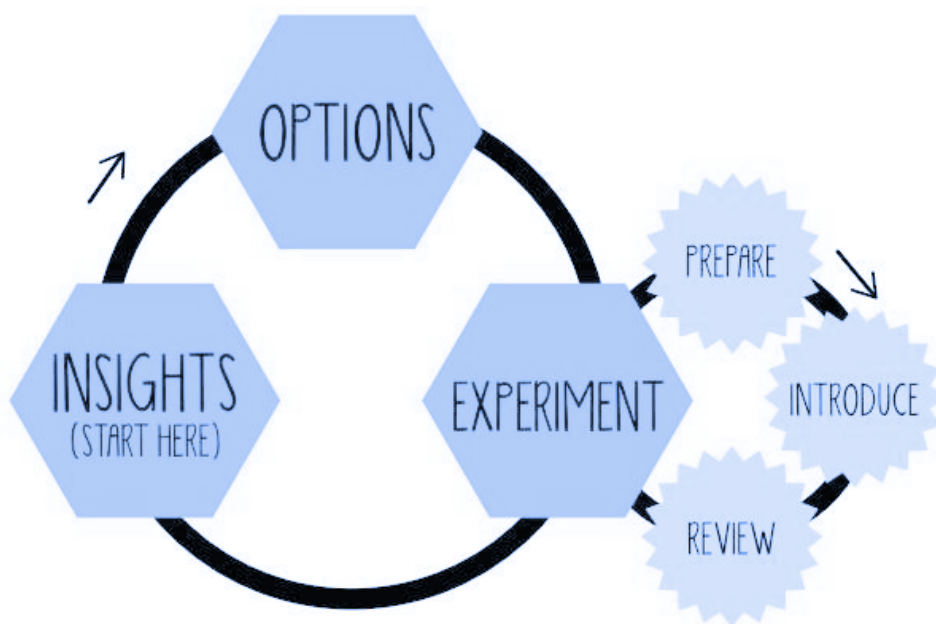 OPTIONS
INSIGHTS
(START HERE)
EXPERIMENT
PREPARE
INTRODUCE
REVIEW